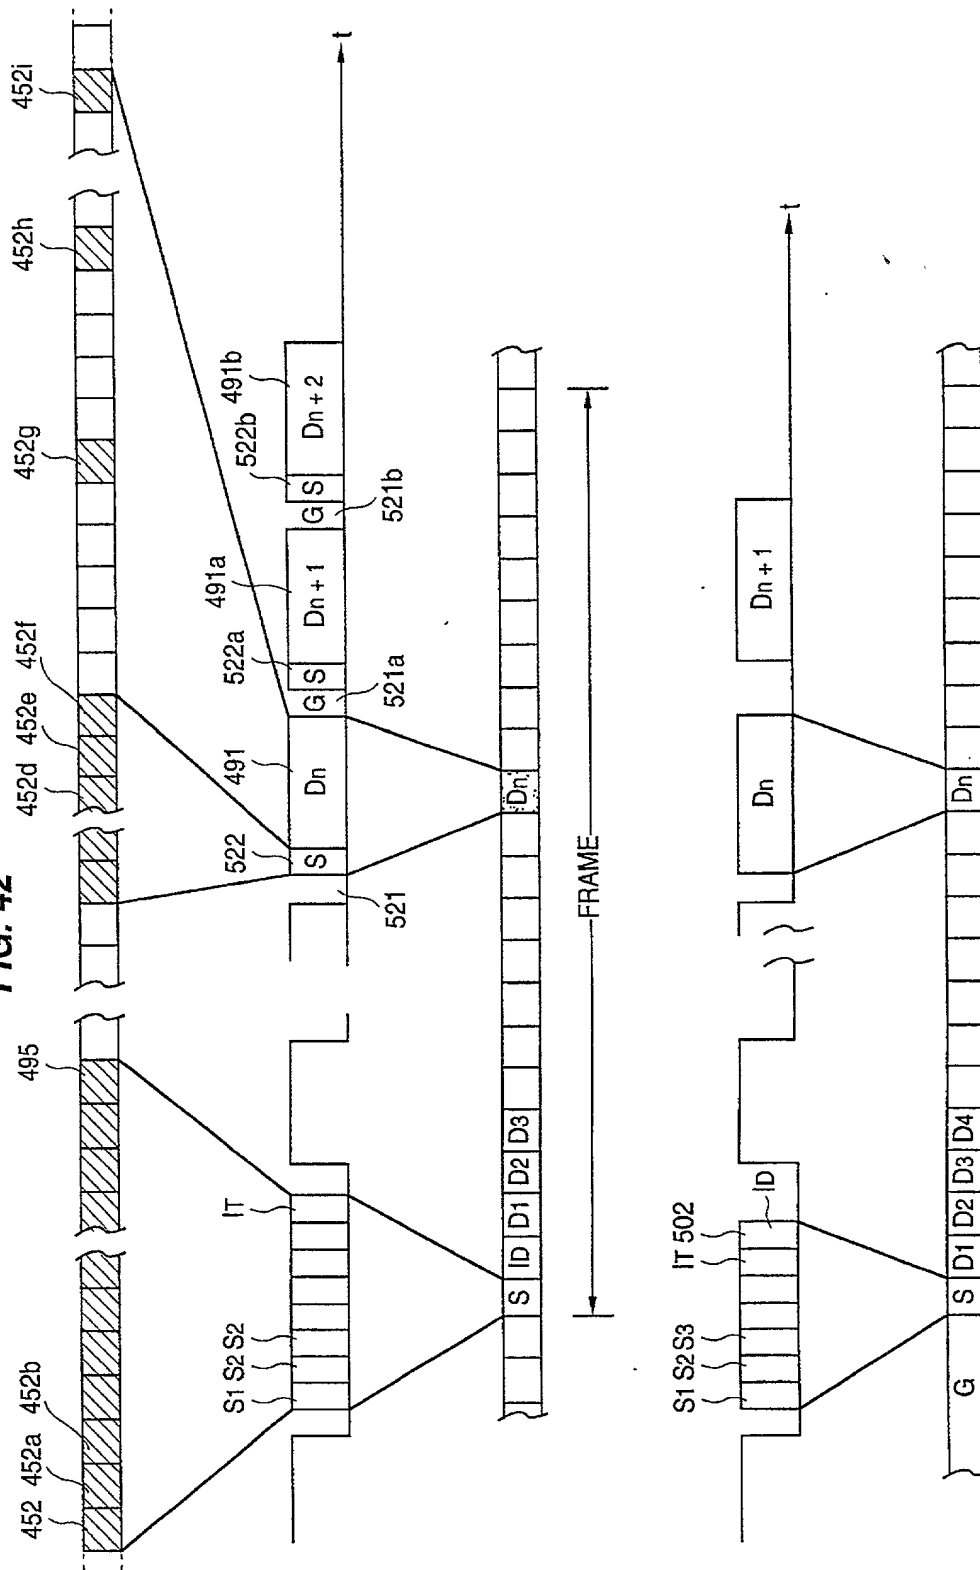 FIG. 42
452 452a 452b 495 452d 452e 452f 452g 452h 452i
S1 S2 S2 IT 521 522 S 491 Dn G 521a 522a S 491a Dn + 1 G 521b 522b S 491b Dn + 2 t
S ID D1 D2 D3 Dn
FRAME
S1 S2 S3 IT 502 ID Dn Dn + 1 t
G S D1 D2 D3 D4 Dn